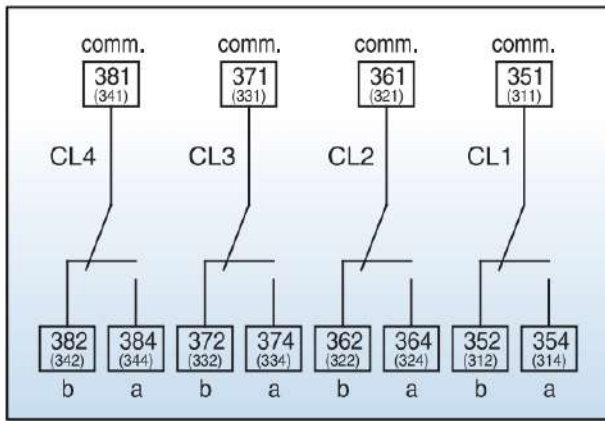 comm. comm. comm. comm.
381 371 361 351
(341) (331) (321) (311)
CL4 CL3 CL2 CL1
382 384 372 374 362 364 352 354
(342) (344) (332) (334) (322) (324) (312) (314)
b a b a b a b a